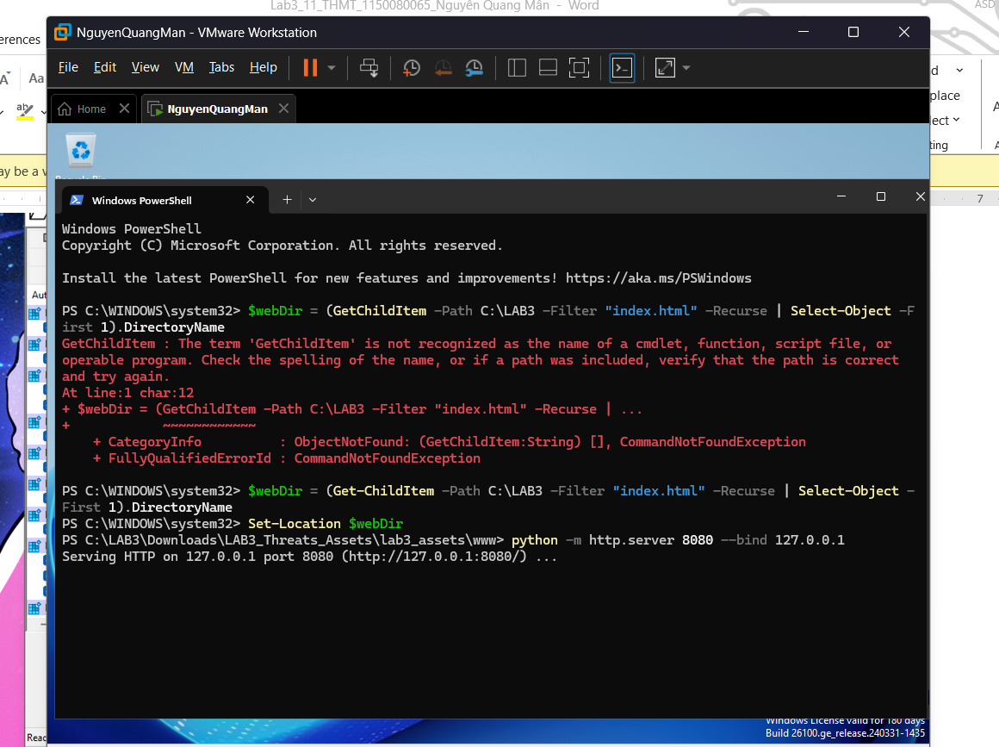 Lab3_11_THMT_1150080065_Nguyễn Quang Mẫn - Word
ASD
erences
NguyenQuangMan - VMware Workstation
File Edit View VM Tabs Help
Aa
place
lect
ting
Home
NguyenQuangMan
ay be a v
7
Windows PowerShell
Windows PowerShell
Copyright (C) Microsoft Corporation. All rights reserved.
Install the latest PowerShell for new features and improvements! https://aka.ms/PSWindows
PS C:\WINDOWS\system32> $webDir = (GetChildItem -Path C:\LAB3 -Filter "index.html" -Recurse | Select-Object -F
irst 1).DirectoryName
GetChildItem : The term 'GetChildItem' is not recognized as the name of a cmdlet, function, script file, or
operable program. Check the spelling of the name, or if a path was included, verify that the path is correct
and try again.
At line:1 char:12
+ $webDir = (GetChildItem -Path C:\LAB3 -Filter "index.html" -Recurse | ...
+            ~~~~~~~~~~~~
    + CategoryInfo          : ObjectNotFound: (GetChildItem:String) [], CommandNotFoundException
    + FullyQualifiedErrorId : CommandNotFoundException
PS C:\WINDOWS\system32> $webDir = (Get-ChildItem -Path C:\LAB3 -Filter "index.html" -Recurse | Select-Object -
First 1).DirectoryName
PS C:\WINDOWS\system32> Set-Location $webDir
PS C:\LAB3\Downloads\LAB3_Threats_Assets\lab3_assets\www> python -m http.server 8080 --bind 127.0.0.1
Serving HTTP on 127.0.0.1 port 8080 (http://127.0.0.1:8080/) ...
Aut
Read
Windows License valid for 180 days
Build 26100.ge_release.240331-1435